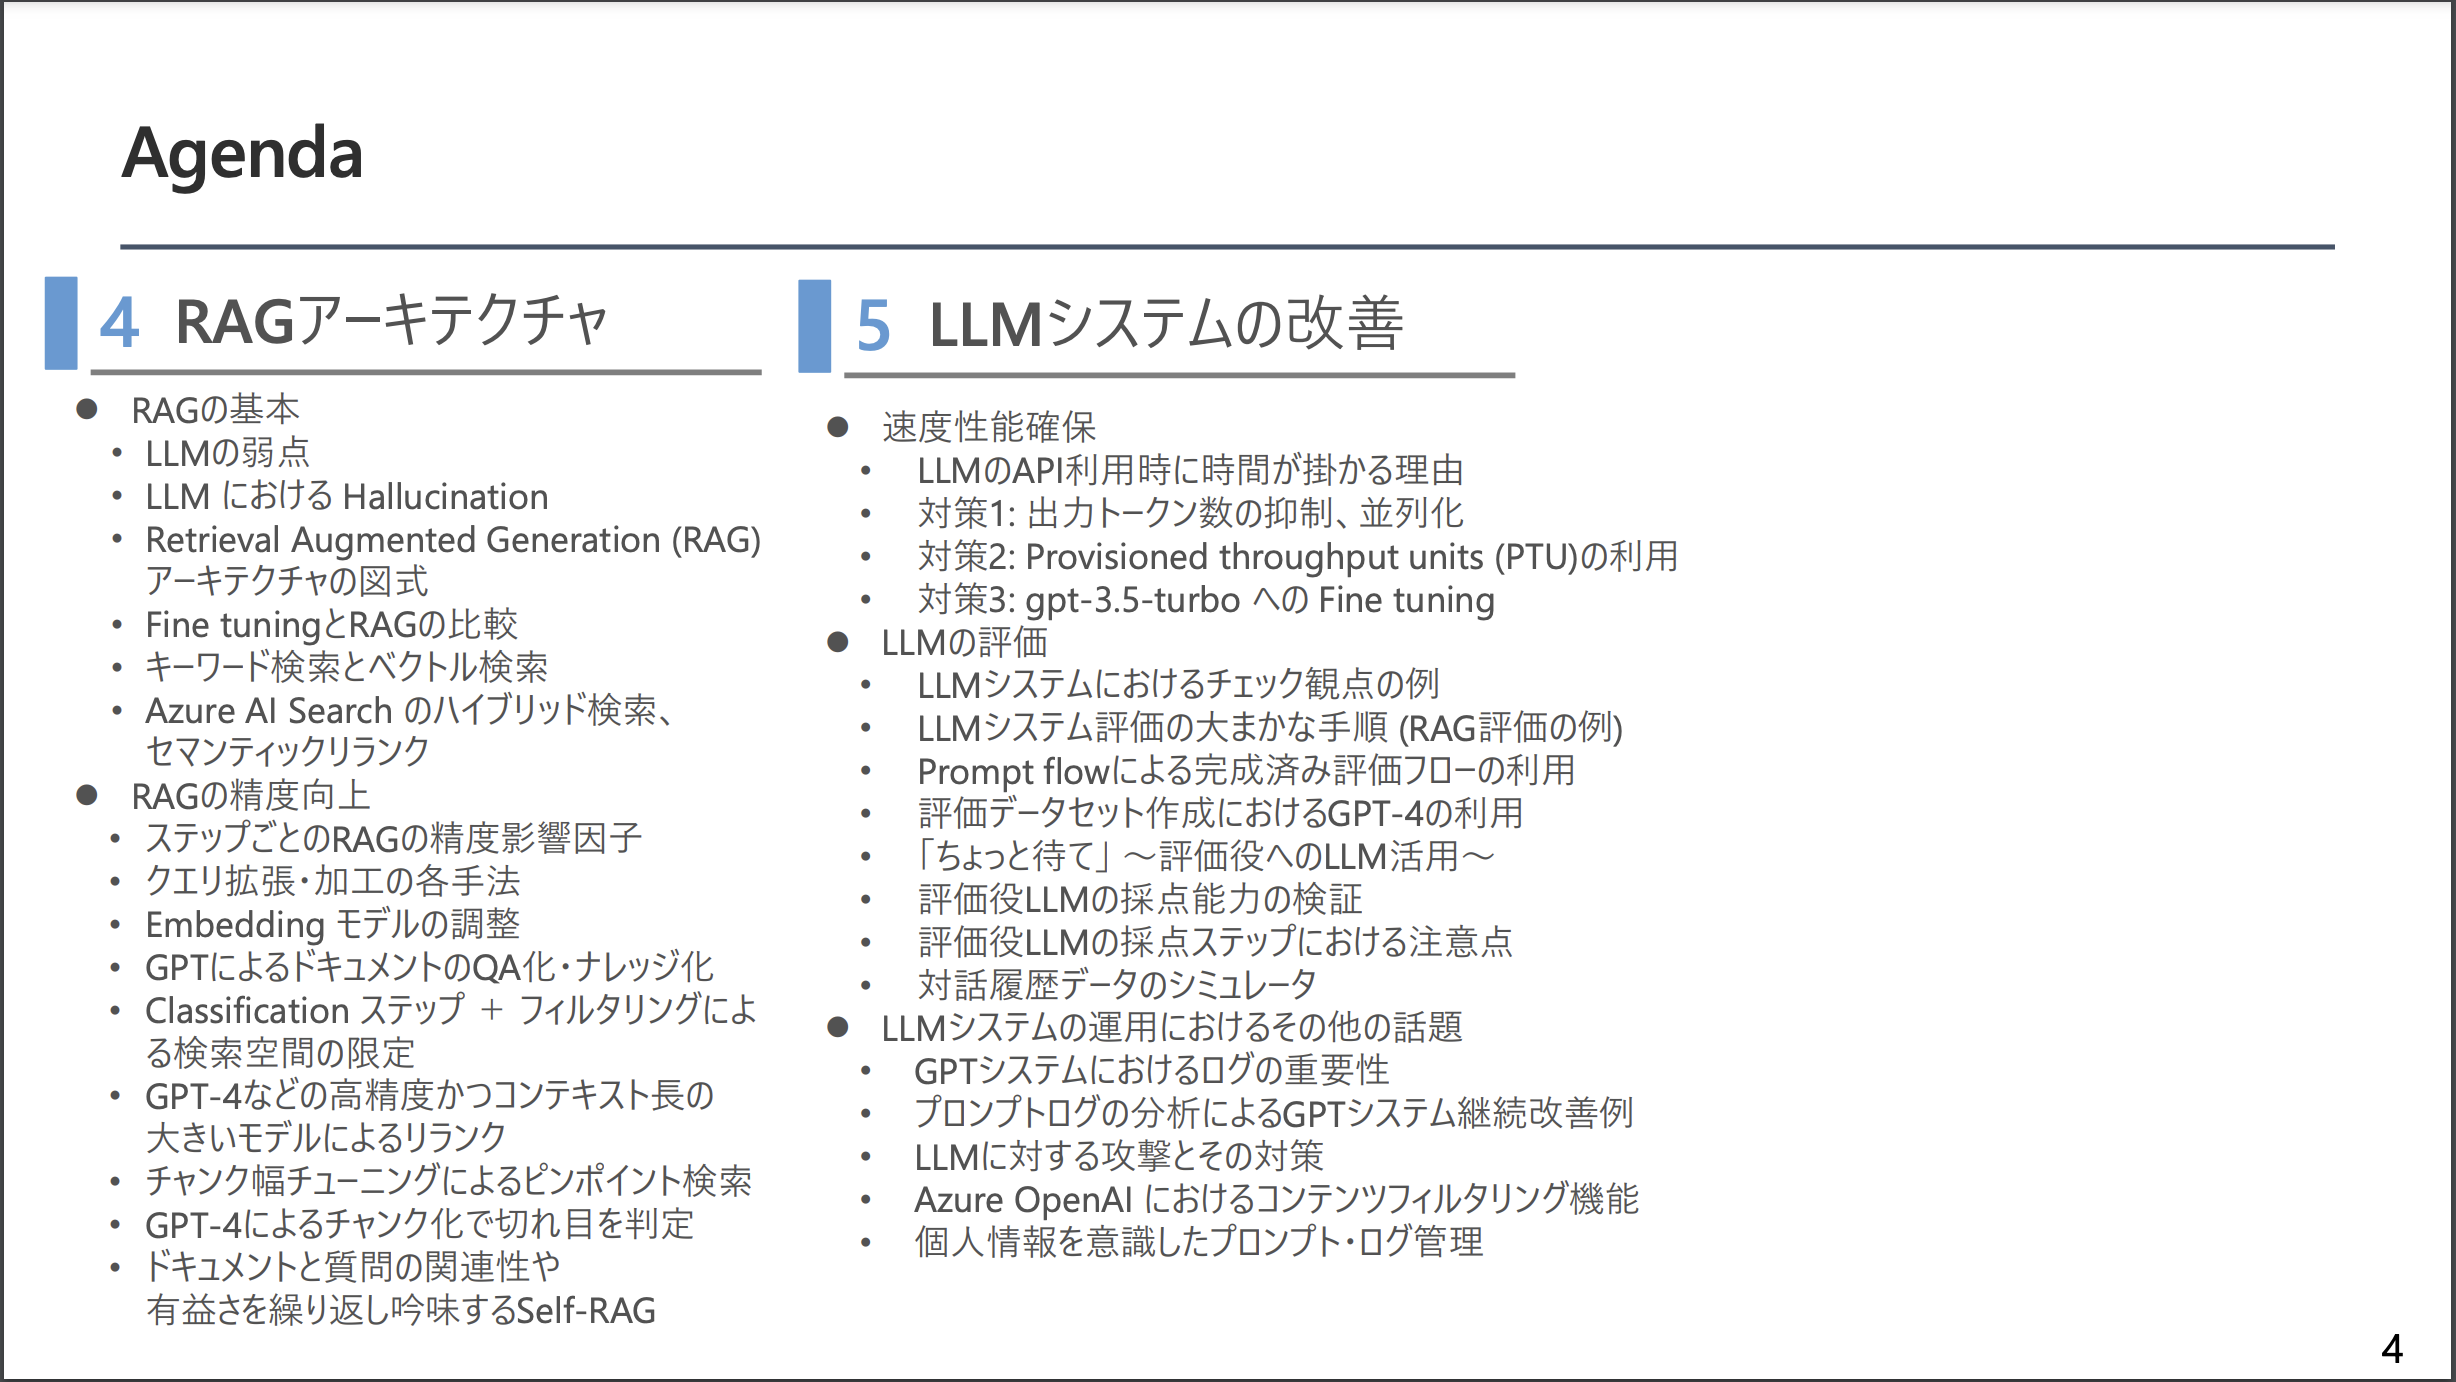 Agenda
4 RAGアーキテクチャ
● RAGの基本
• LLMの弱点
• LLM における Hallucination
• Retrieval Augmented Generation (RAG)
アーキテクチャの図式
• Fine tuningとRAGの比較
• キーワード検索とベクトル検索
• Azure AI Search のハイブリッド検索、
セマンティックリランク
● RAGの精度向上
• ステップごとのRAGの精度影響因子
• クエリ拡張・加工の各手法
• Embedding モデルの調整
• GPTによるドキュメントのQA化・ナレッジ化
• Classification ステップ ＋ フィルタリングによ
る検索空間の限定
• GPT-4などの高精度かつコンテキスト長の
大きいモデルによるリランク
• チャンク幅チューニングによるピンポイント検索
• GPT-4によるチャンク化で切れ目を判定
• ドキュメントと質問の関連性や
有益さを繰り返し吟味するSelf-RAG
5 LLMシステムの改善
● 速度性能確保
• LLMのAPI利用時に時間が掛かる理由
• 対策1: 出力トークン数の抑制、並列化
• 対策2: Provisioned throughput units (PTU)の利用
• 対策3: gpt-3.5-turbo への Fine tuning
● LLMの評価
• LLMシステムにおけるチェック観点の例
• LLMシステム評価の大まかな手順 (RAG評価の例)
• Prompt flowによる完成済み評価フローの利用
• 評価データセット作成におけるGPT-4の利用
• 「ちょっと待て」 ～評価役へのLLM活用～
• 評価役LLMの採点能力の検証
• 評価役LLMの採点ステップにおける注意点
• 対話履歴データのシミュレータ
● LLMシステムの運用におけるその他の話題
• GPTシステムにおけるログの重要性
• プロンプトログの分析によるGPTシステム継続改善例
• LLMに対する攻撃とその対策
• Azure OpenAI におけるコンテンツフィルタリング機能
• 個人情報を意識したプロンプト・ログ管理
4